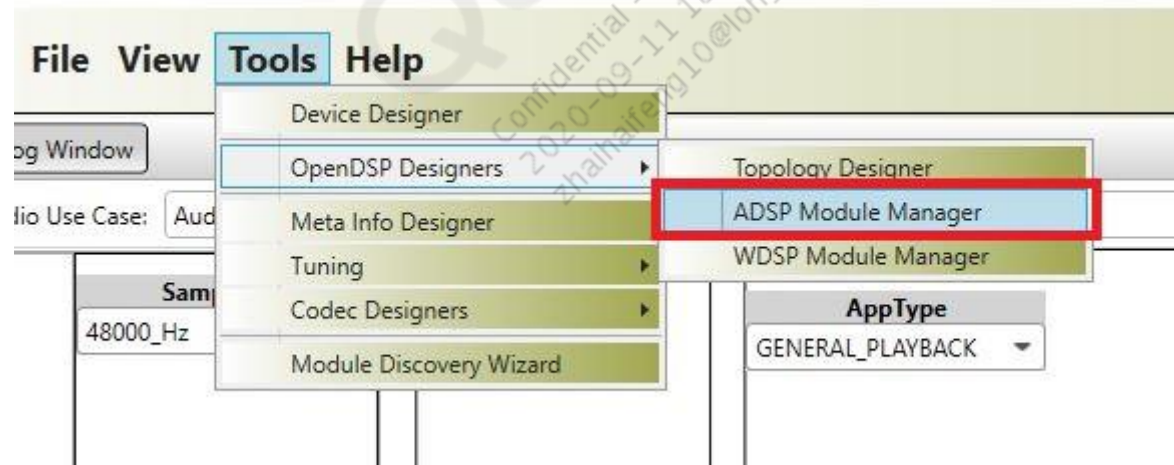 Confidential
2020-09-11
File View Tools Help
Device Designer
og Window
OpenDSP Designers
Topology Designer
dio Use Case: Aud
Meta Info Designer
ADSP Module Manager
Tuning
WDSP Module Manager
Sam
Codec Designers
AppType
48000_Hz
GENERAL_PLAYBACK
Module Discovery Wizard